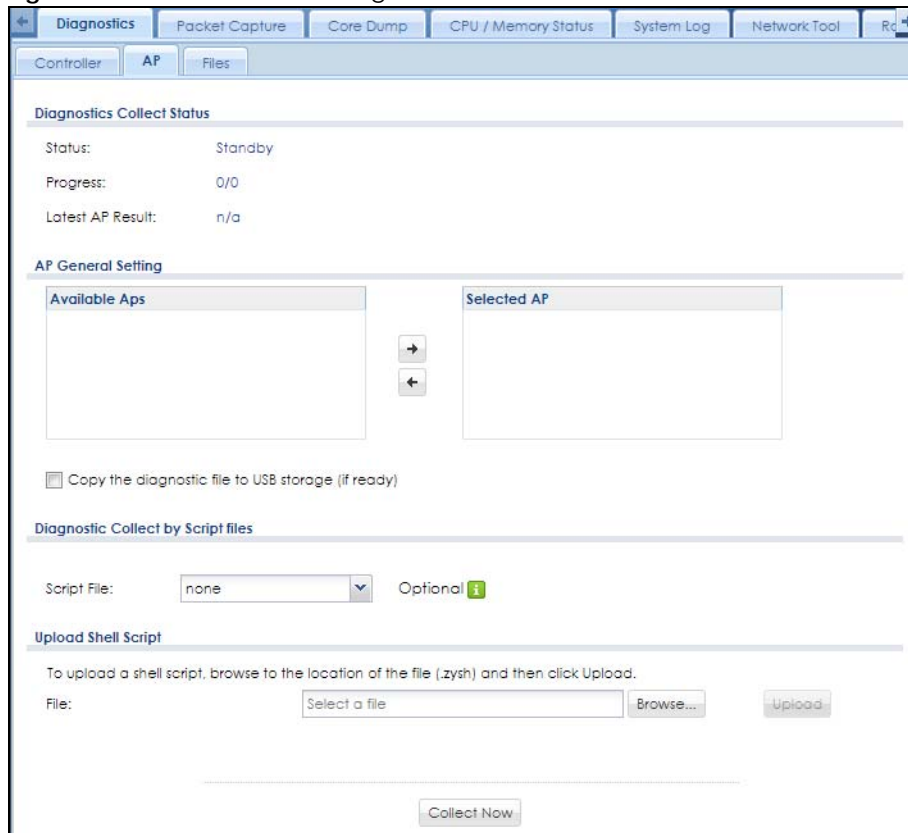 Diagnostics Packet Capture Core Dump CPU / Memory Status System Log Network Tool
Controller AP Files
Diagnostics Collect Status
Status: Standby
Progress: 0/0
Latest AP Result: n/a
AP General Setting
Available Aps Selected AP
Copy the diagnostic file to USB storage (if ready)
Diagnostic Collect by Script files
Script File: none Optional
Upload Shell Script
To upload a shell script, browse to the location of the file (.zysh) and then click Upload.
File: Select a file Browse... Upload
Collect Now